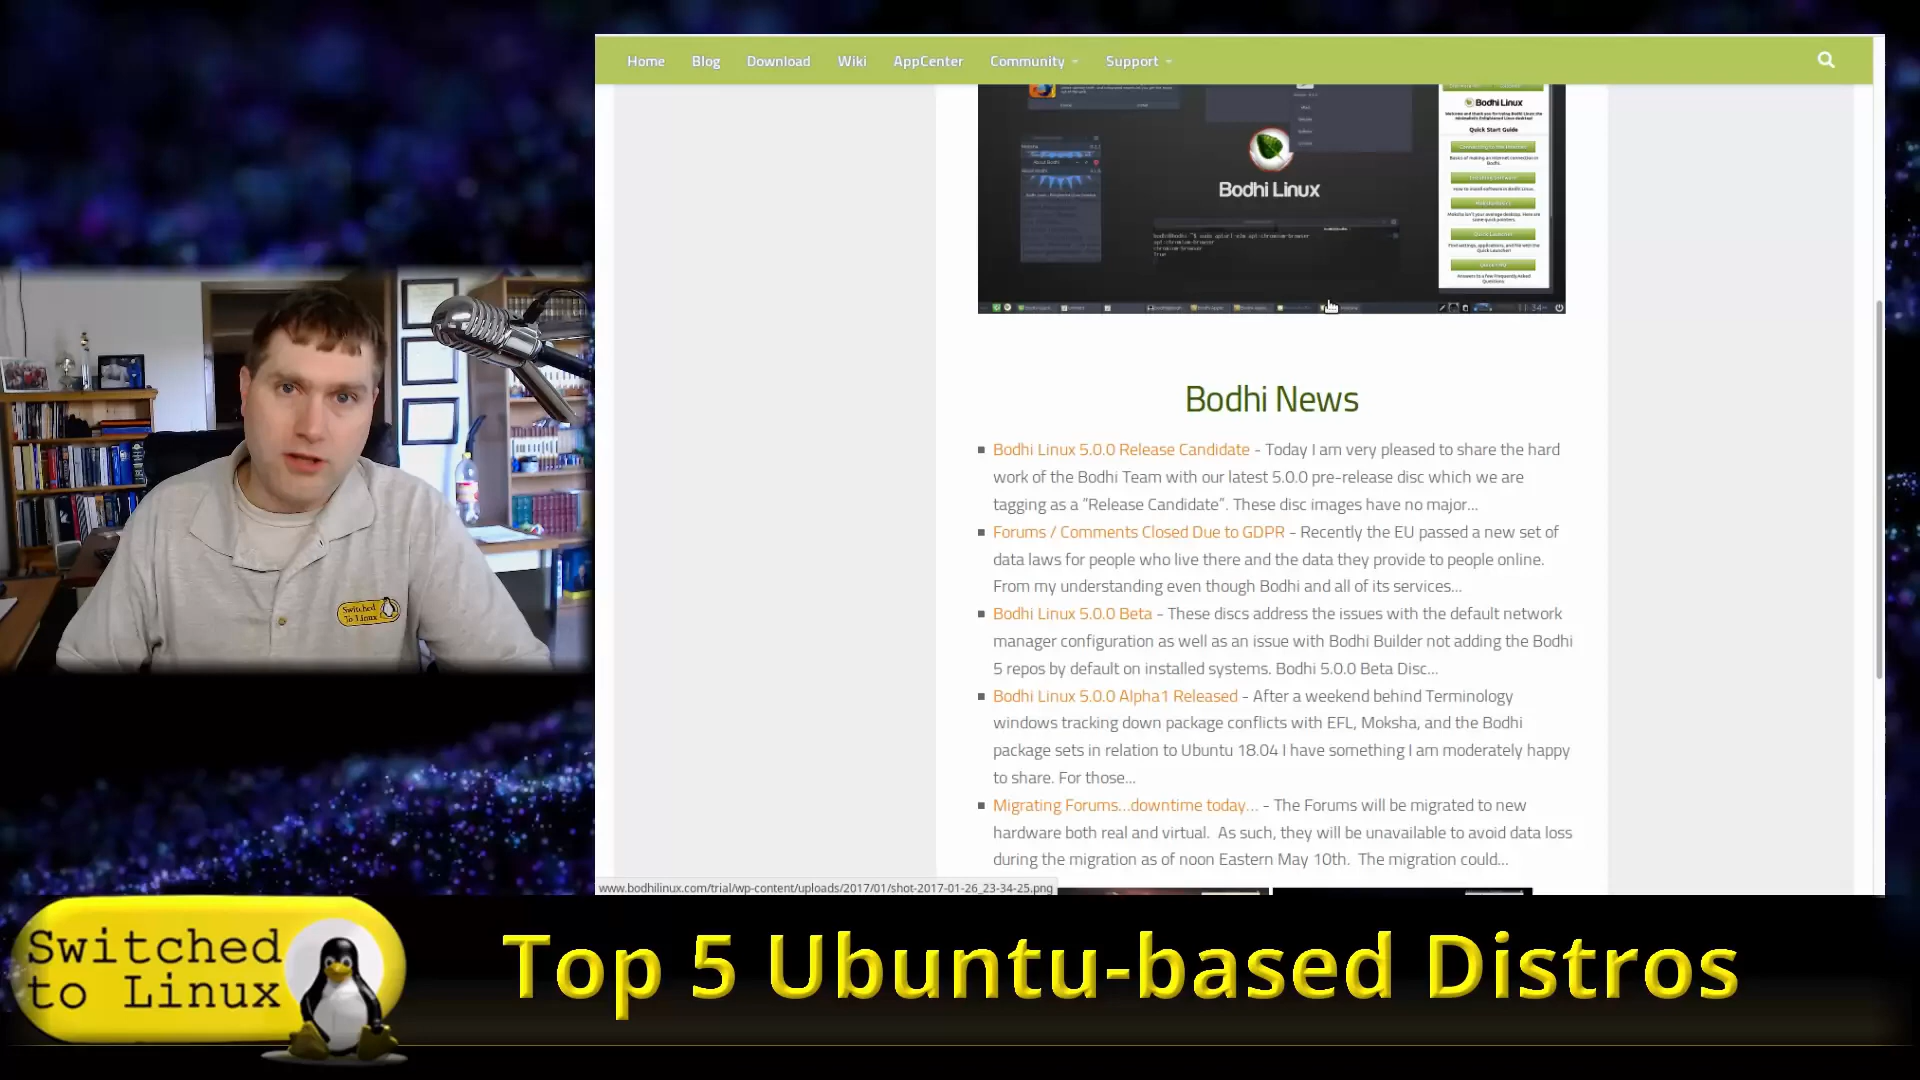 Home Blog Download Wiki AppCenter Community Support
Bodhi Linux
Quick Start Guide
Bodhi Linux
Bodhi News
Bodhi Linux 5.0.0 Release Candidate - Today I am very pleased to share the hard
work of the Bodhi Team with our latest 5.0.0 pre-release disc which we are
tagging as a “Release Candidate”. These disc images have no major...
Forums / Comments Closed Due to GDPR - Recently the EU passed a new set of
data laws for people who live there and the data they provide to people online.
From my understanding even though Bodhi and all of its services...
Bodhi Linux 5.0.0 Beta - These discs address the issues with the default network
manager configuration as well as an issue with Bodhi Builder not adding the Bodhi
5 repos by default on installed systems. Bodhi 5.0.0 Beta Disc...
Bodhi Linux 5.0.0 Alpha1 Released - After a weekend behind Terminology
windows tracking down package conflicts with EFL, Moksha, and the Bodhi
package sets in relation to Ubuntu 18.04 I have something I am moderately happy
to share. For those...
Migrating Forums...downtime today... - The Forums will be migrated to new
hardware both real and virtual. As such, they will be unavailable to avoid data loss
during the migration as of noon Eastern May 10th. The migration could...
www.bodhilinux.com/trial/wp-content/uploads/2017/01/shot-2017-01-26_23-34-25.png
Switched
To Linux
Switched
to Linux
Top 5 Ubuntu-based Distros